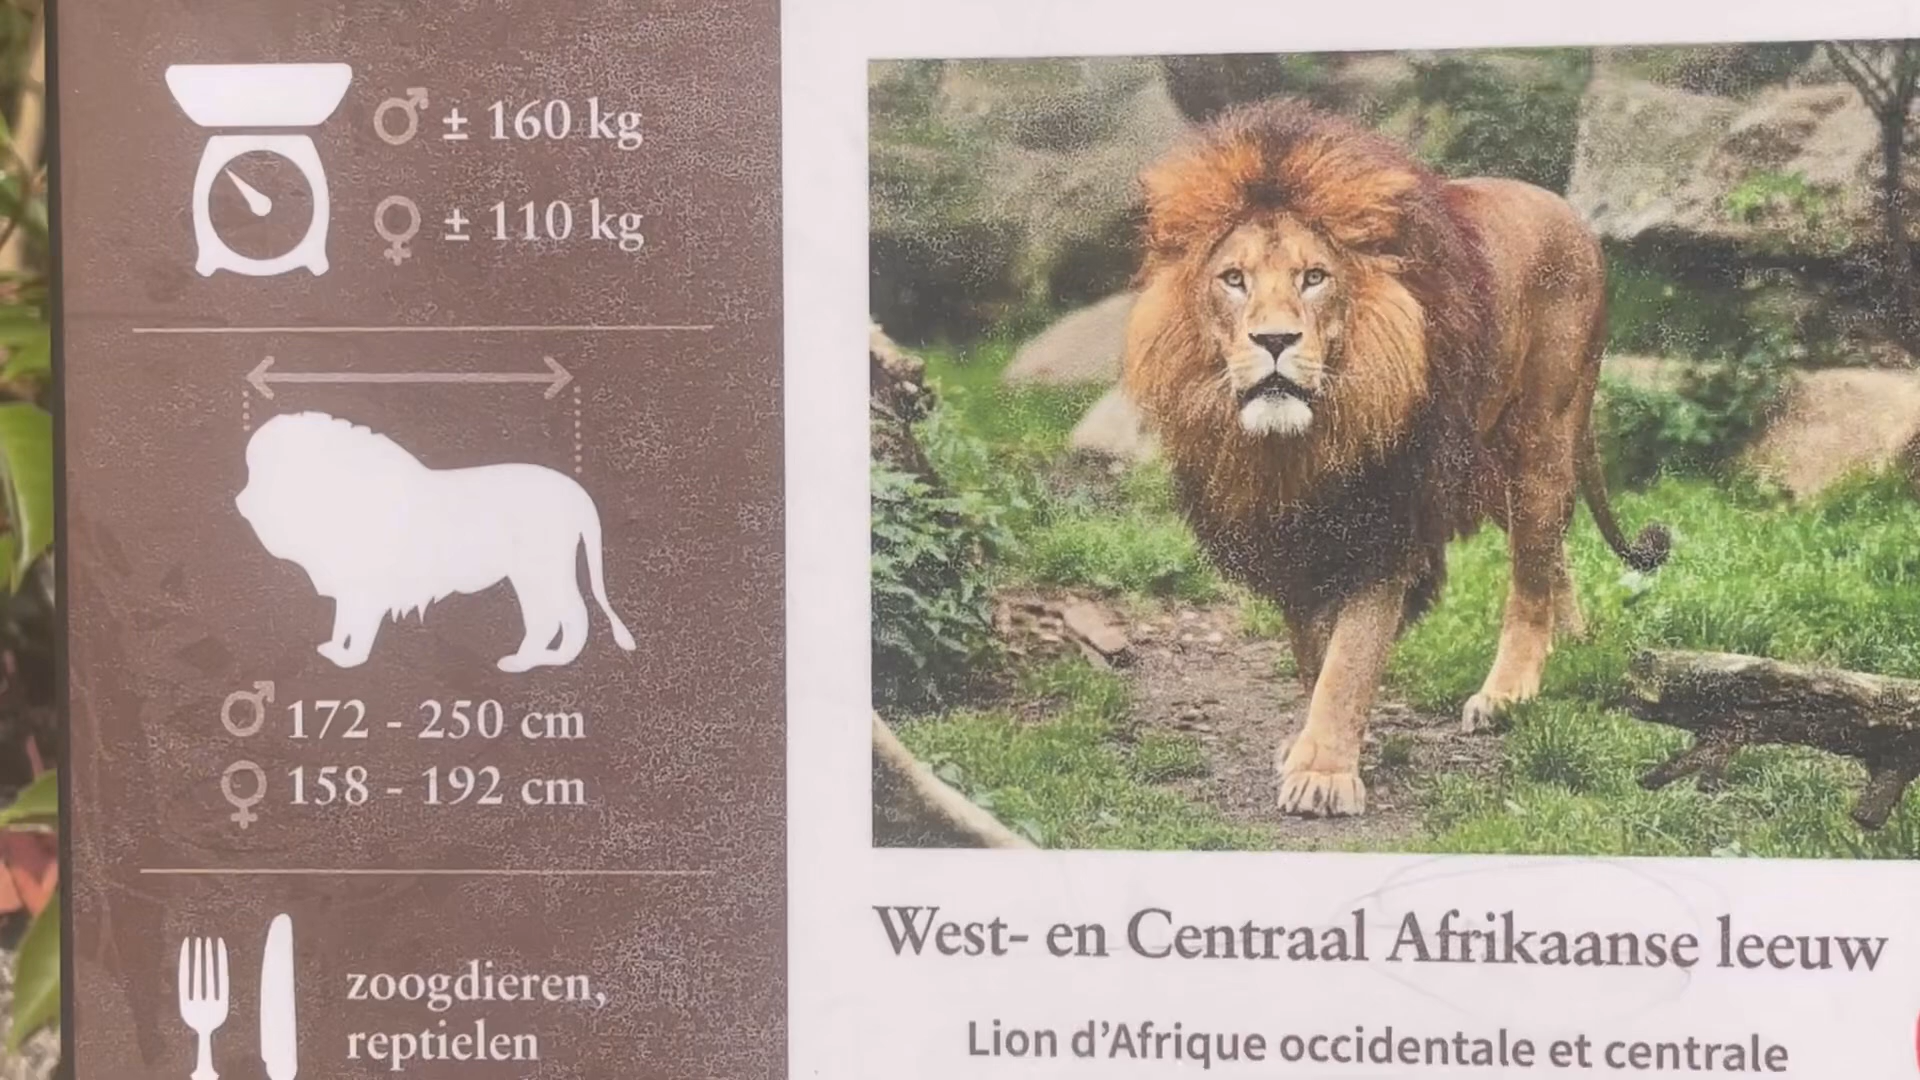 ♂ ± 160 kg
♀ ± 110 kg
♂ 172 - 250 cm
♀ 158 - 192 cm
zoogdieren,
reptielen
West- en Centraal Afrikaanse leeuw
Lion d’Afrique occidentale et centrale